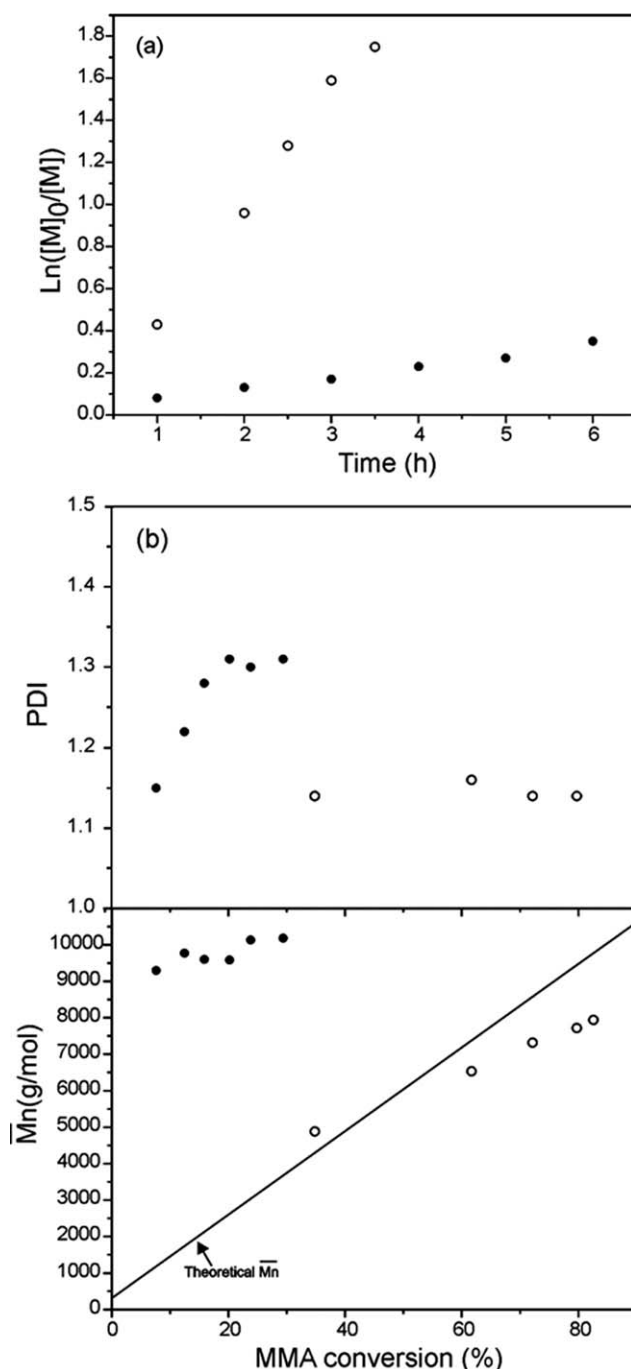 (a)
Ln([M]0/[M])
1.8
1.6
1.4
1.2
1.0
0.8
0.6
0.4
0.2
0.0
1 2 3 4 5 6
Time (h)
(b)
PDI
1.5
1.4
1.3
1.2
1.1
1.0
Mn(g/mol)
10000
9000
8000
7000
6000
5000
4000
3000
2000
1000
0
Theoretical Mn
0 20 40 60 80
MMA conversion (%)